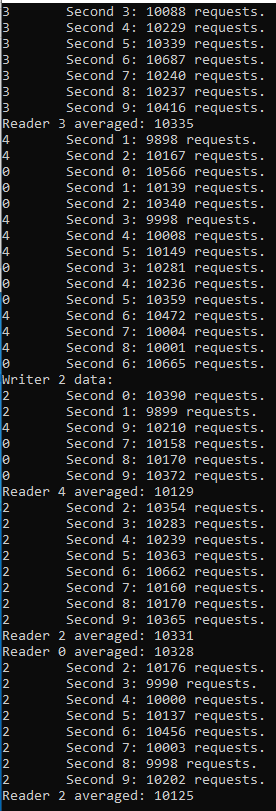 3 Second 3: 10088 requests.
3 Second 4: 10229 requests.
3 Second 5: 10339 requests.
3 Second 6: 10687 requests.
3 Second 7: 10240 requests.
3 Second 8: 10237 requests.
3 Second 9: 10416 requests.
Reader 3 averaged: 10335
4 Second 1: 9898 requests.
4 Second 2: 10167 requests.
0 Second 0: 10566 requests.
0 Second 1: 10139 requests.
0 Second 2: 10340 requests.
4 Second 3: 9998 requests.
4 Second 4: 10008 requests.
4 Second 5: 10149 requests.
0 Second 3: 10281 requests.
0 Second 4: 10236 requests.
0 Second 5: 10359 requests.
4 Second 6: 10472 requests.
4 Second 7: 10004 requests.
4 Second 8: 10001 requests.
0 Second 6: 10665 requests.
Writer 2 data:
2 Second 0: 10390 requests.
2 Second 1: 9899 requests.
4 Second 9: 10210 requests.
0 Second 7: 10158 requests.
0 Second 8: 10170 requests.
0 Second 9: 10372 requests.
Reader 4 averaged: 10129
2 Second 2: 10354 requests.
2 Second 3: 10283 requests.
2 Second 4: 10239 requests.
2 Second 5: 10363 requests.
2 Second 6: 10662 requests.
2 Second 7: 10160 requests.
2 Second 8: 10170 requests.
2 Second 9: 10365 requests.
Reader 2 averaged: 10331
Reader 0 averaged: 10328
2 Second 2: 10176 requests.
2 Second 3: 9990 requests.
2 Second 4: 10000 requests.
2 Second 5: 10137 requests.
2 Second 6: 10456 requests.
2 Second 7: 10003 requests.
2 Second 8: 9998 requests.
2 Second 9: 10202 requests.
Reader 2 averaged: 10125